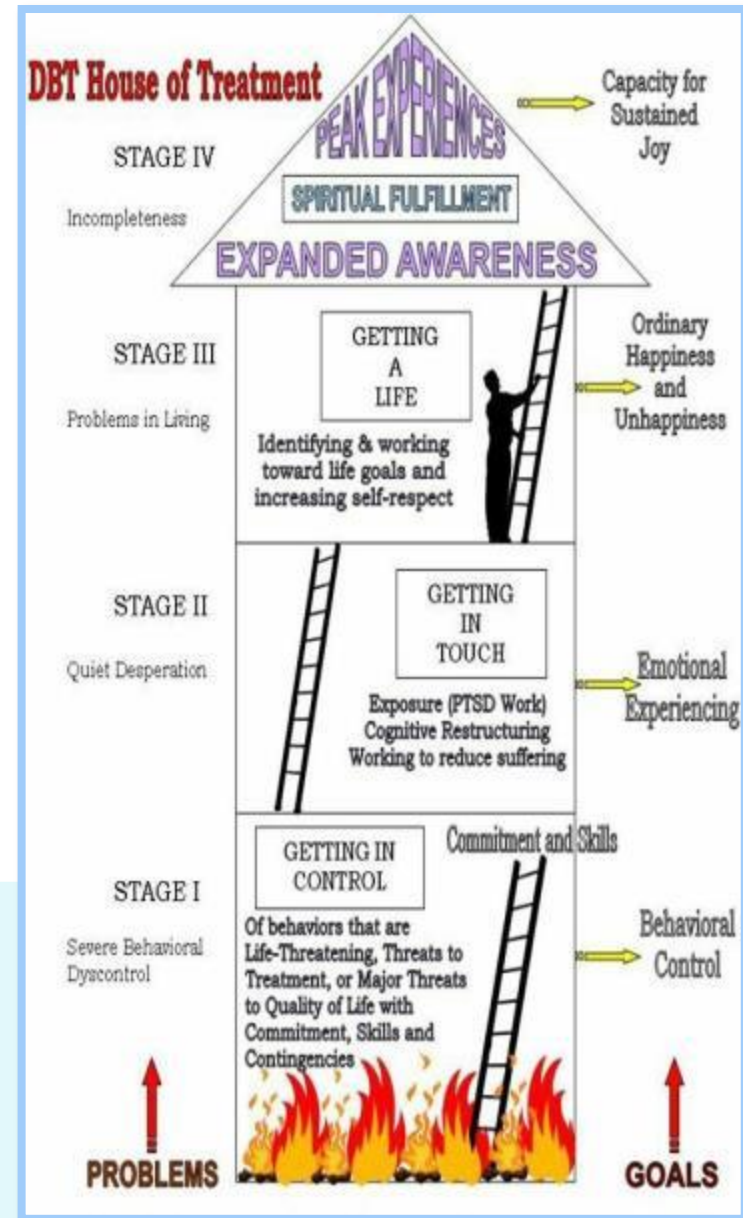 DBT House of Treatment
PEAK EXPERIENCES
SPIRITUAL FULFILLMENT
EXPANDED AWARENESS
STAGE IV
Incompleteness
Capacity for
Sustained
Joy
STAGE III
Problems in Living
GETTING
A
LIFE
Identifying & working
toward life goals and
increasing self-respect
Ordinary
Happiness
and
Unhappiness
STAGE II
Quiet Desperation
GETTING
IN
TOUCH
Exposure (PTSD Work)
Cognitive Restructuring
Working to reduce suffering
Emotional
Experiencing
STAGE I
Severe Behavioral
Dyscontrol
GETTING IN
CONTROL
Commitment and Skills
Of behaviors that are
Life-Threatening, Threats to
Treatment, or Major Threats
to Quality of Life with
Commitment, Skills and
Contingencies
Behavioral
Control
PROBLEMS
GOALS